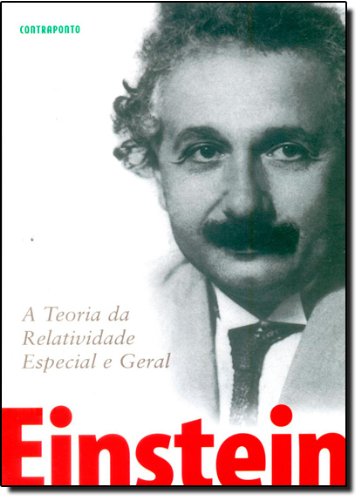 CONTRAPONTO
A Teoria da
Relatividade
Especial e Geral
Einstein